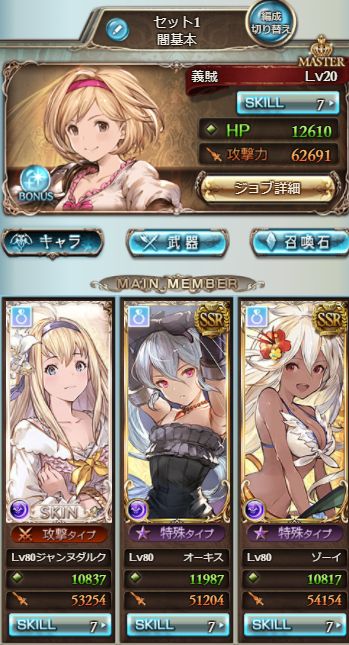 セット1
闇基本
編成
切り替え
MASTER
義賊 Lv20
SKILL 7
HP 12610
攻撃力 62691
BONUS
ジョブ詳細
キャラ
武器
召喚石
MAIN MEMBER
SKIN
攻撃タイプ
Lv80ジャンヌダルク
10837
53254
SKILL 7
SSR
特殊タイプ
Lv80 オーキス
11987
51204
SKILL 7
SSR
特殊タイプ
Lv80 ゾーイ
10817
54154
SKILL 7